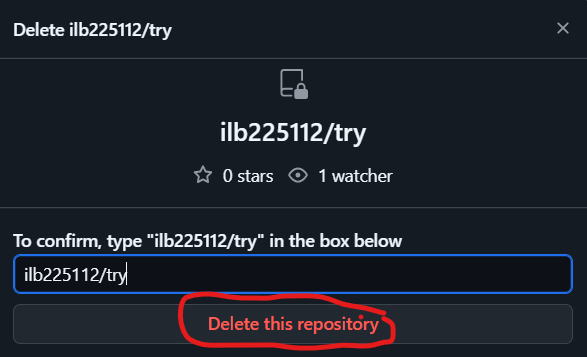 Delete ilb225112/try
ilb225112/try
0 stars 1 watcher
To confirm, type "ilb225112/try" in the box below
ilb225112/try
Delete this repository